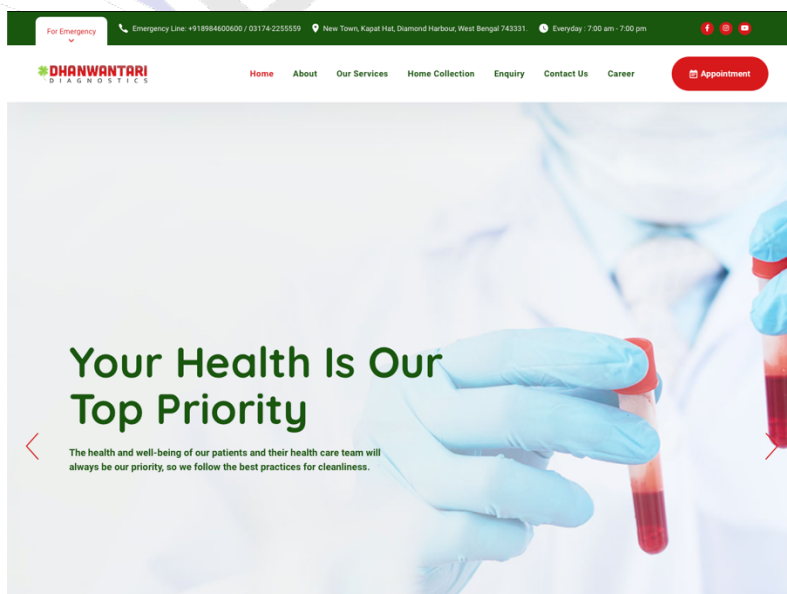 For Emergency
Emergency Line: +918984600600 / 03174-2255559
New Town, Kapat Hat, Diamond Harbour, West Bengal 743331.
Everyday : 7:00 am - 7:00 pm
DHANWANTARI
DIAGNOSTICS
Home About Our Services Home Collection Enquiry Contact Us Career
Appointment
Your Health Is Our
Top Priority
The health and well-being of our patients and their health care team will
always be our priority, so we follow the best practices for cleanliness.